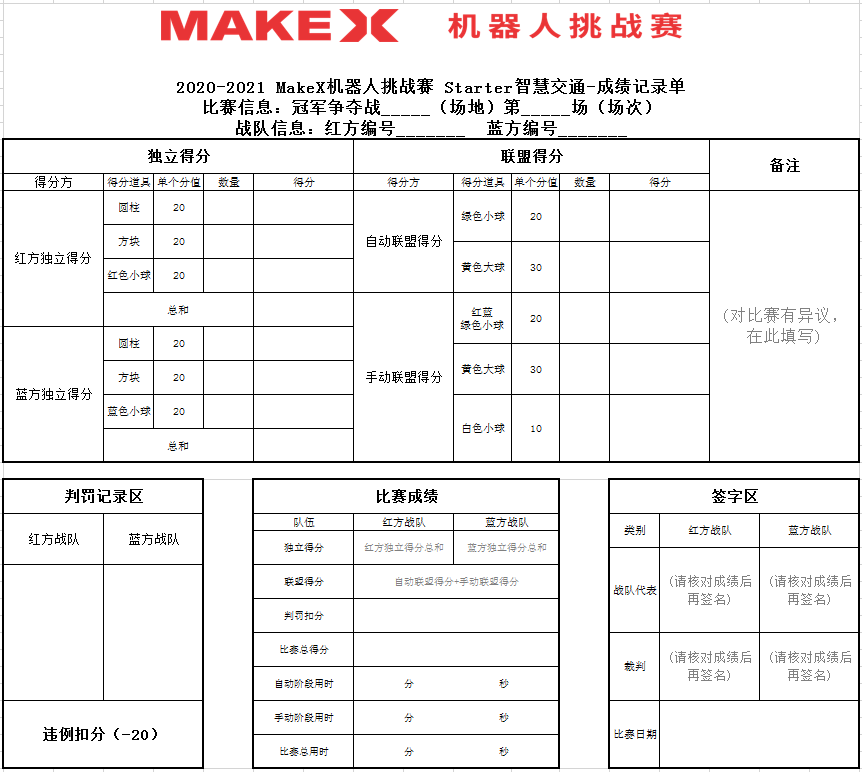 MAKEX 机器人挑战赛
2020-2021 MakeX机器人挑战赛 Starter智慧交通-成绩记录单
比赛信息：冠军争夺战_____（场地）第_____场（场次）
战队信息：红方编号_______ 蓝方编号_______
独立得分 联盟得分 备注
得分方 得分道具 单个分值 数量 得分 得分方 得分道具 单个分值 数量 得分
红方独立得分
圆柱 20
方块 20
红色小球 20
总和
蓝方独立得分
圆柱 20
方块 20
蓝色小球 20
总和
自动联盟得分
绿色小球 20
黄色大球 30
手动联盟得分
红蓝
绿色小球 20
黄色大球 30
白色小球 10
(对比赛有异议，
在此填写)
判罚记录区
红方战队 蓝方战队
违例扣分（-20）
比赛成绩
队伍 红方战队 蓝方战队
独立得分 红方独立得分总和 蓝方独立得分总和
联盟得分 自动联盟得分+手动联盟得分
判罚扣分
比赛总得分
自动阶段用时 分 秒
手动阶段用时 分 秒
比赛总用时 分 秒
签字区
类别 红方战队 蓝方战队
战队代表
(请核对成绩后
再签名)
(请核对成绩后
再签名)
裁判
(请核对成绩后
再签名)
(请核对成绩后
再签名)
比赛日期